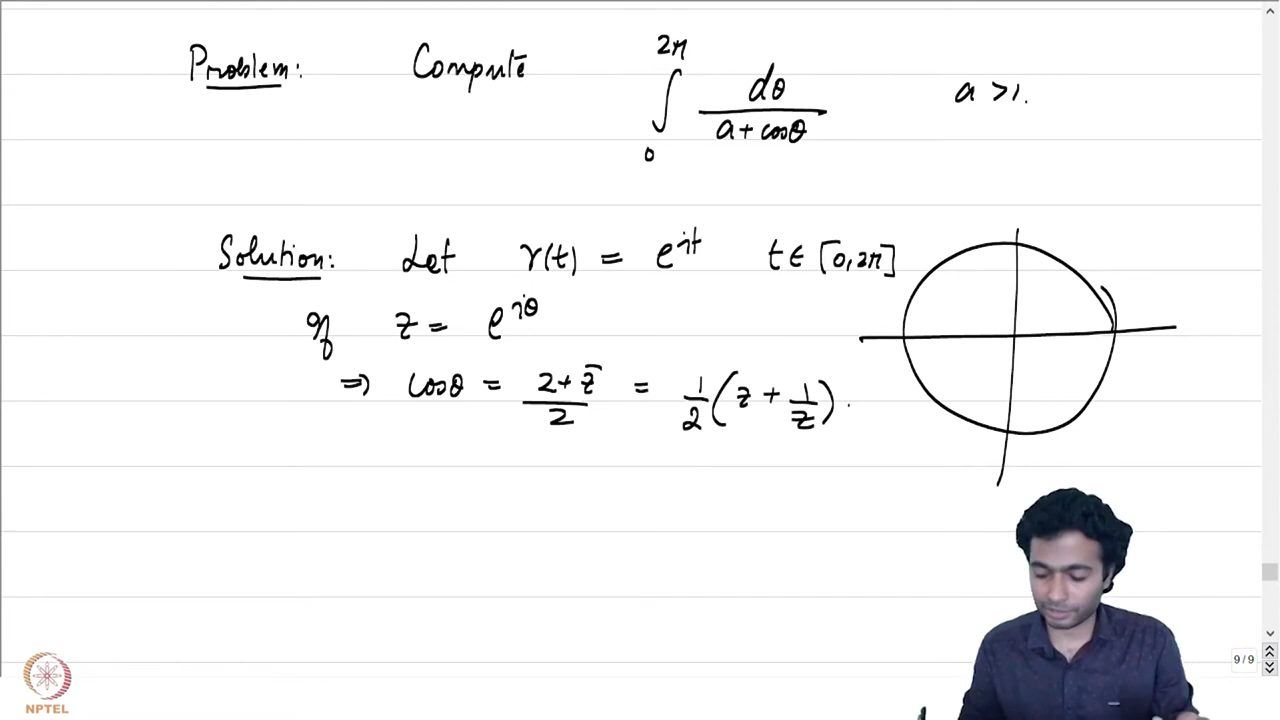 Problem: Compute ∫₀^{2π} dθ / (a + cosθ)    a > 1.
Solution: Let γ(t) = e^{it}   t ∈ [0, 2π]
If z = e^{iθ}
⇒ cosθ = (z + z̄)/2 = 1/2 (z + 1/z).
9 / 9
NPTEL